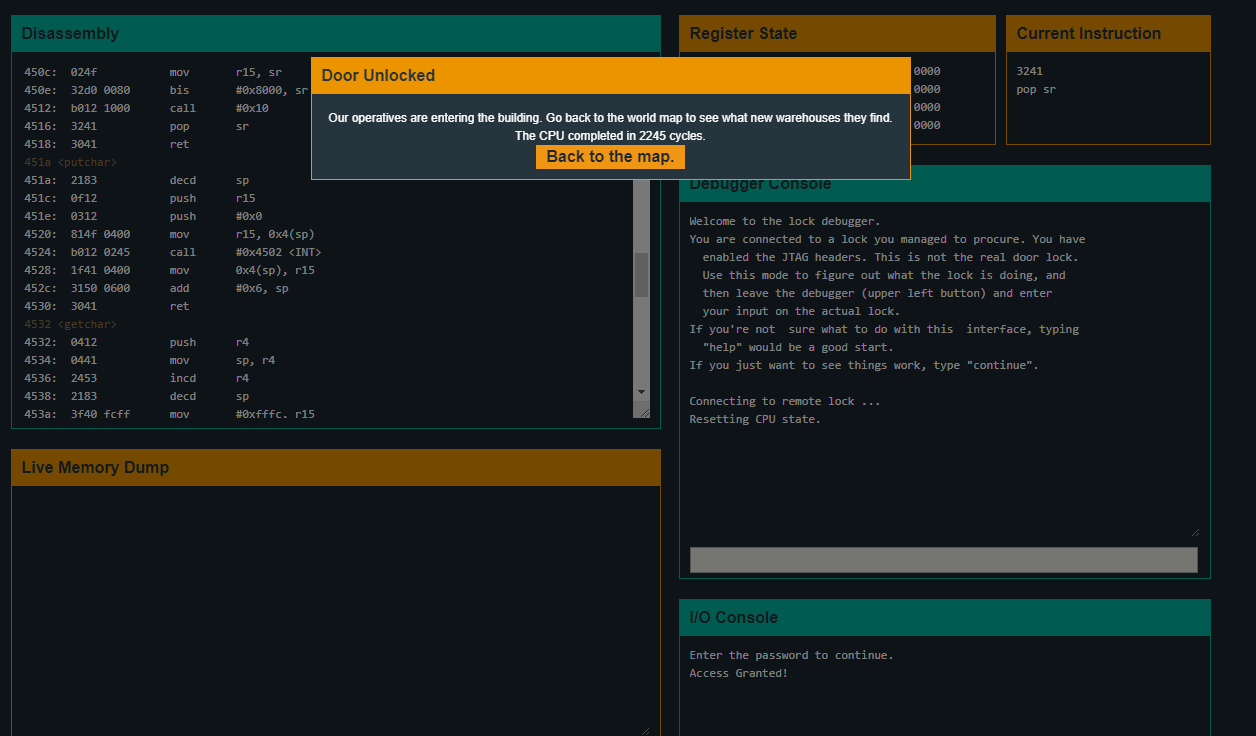 Disassembly
450c: 024f mov r15, sr
450e: 32d0 0080 bis #0x8000, sr
4512: b012 1000 call #0x10
4516: 3241 pop sr
4518: 3041 ret
451a <putchar>
451a: 2183 decd sp
451c: 0f12 push r15
451e: 0312 push #0x0
4520: 814f 0400 mov r15, 0x4(sp)
4524: b012 0245 call #0x4502 <INT>
4528: 1f41 0400 mov 0x4(sp), r15
452c: 3150 0600 add #0x6, sp
4530: 3041 ret
4532 <getchar>
4532: 0412 push r4
4534: 0441 mov sp, r4
4536: 2453 incd r4
4538: 2183 decd sp
453a: 3f40 fcff mov #0xfffc, r15
Live Memory Dump
Door Unlocked
Our operatives are entering the building. Go back to the world map to see what new warehouses they find.
The CPU completed in 2245 cycles.
Back to the map.
Register State
0000
0000
0000
0000
Current Instruction
3241
pop sr
Debugger Console
Welcome to the lock debugger.
You are connected to a lock you managed to procure. You have
enabled the JTAG headers. This is not the real door lock.
Use this mode to figure out what the lock is doing, and
then leave the debugger (upper left button) and enter
your input on the actual lock.
If you're not sure what to do with this interface, typing
"help" would be a good start.
If you just want to see things work, type "continue".
Connecting to remote lock ...
Resetting CPU state.
I/O Console
Enter the password to continue.
Access Granted!